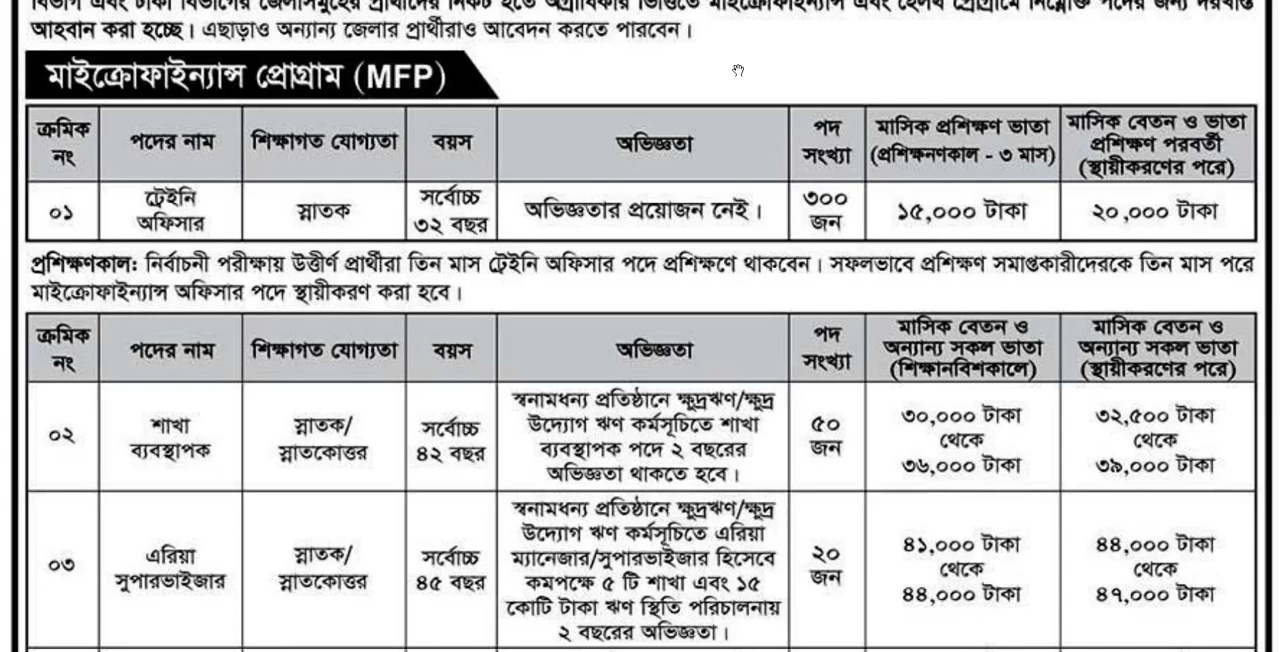 বিভাগ এবং ঢাকা বিভাগের জেলাসমূহের প্রার্থীদের নিকট হতে অগ্রাধিকার ভিত্তিতে মাইক্রোফাইন্যান্স এবং হেলথ প্রোগ্রামে নিম্নোক্ত পদের জন্য দরখাস্ত
আহবান করা হচ্ছে। এছাড়াও অন্যান্য জেলার প্রার্থীরাও আবেদন করতে পারবেন।
মাইক্রোফাইন্যান্স প্রোগ্রাম (MFP)
ক্রমিক নং | পদের নাম | শিক্ষাগত যোগ্যতা | বয়স | অভিজ্ঞতা | পদ সংখ্যা | মাসিক প্রশিক্ষণ ভাতা (প্রশিক্ষনণকাল - ৩ মাস) | মাসিক বেতন ও ভাতা প্রশিক্ষণ পরবর্তী (স্থায়ীকরণের পরে)
০১ | ট্রেইনি অফিসার | স্নাতক | সর্বোচ্চ ৩২ বছর | অভিজ্ঞতার প্রয়োজন নেই। | ৩০০ জন | ১৫,০০০ টাকা | ২০,০০০ টাকা
প্রশিক্ষণকাল: নির্বাচনী পরীক্ষায় উত্তীর্ণ প্রার্থীরা তিন মাস ট্রেইনি অফিসার পদে প্রশিক্ষণে থাকবেন। সফলভাবে প্রশিক্ষণ সমাপ্তকারীদেরকে তিন মাস পরে
মাইক্রোফাইন্যান্স অফিসার পদে স্থায়ীকরণ করা হবে।
ক্রমিক নং | পদের নাম | শিক্ষাগত যোগ্যতা | বয়স | অভিজ্ঞতা | পদ সংখ্যা | মাসিক বেতন ও অন্যান্য সকল ভাতা (শিক্ষানবিশকালে) | মাসিক বেতন ও অন্যান্য সকল ভাতা (স্থায়ীকরণের পরে)
০২ | শাখা ব্যবস্থাপক | স্নাতক/ স্নাতকোত্তর | সর্বোচ্চ ৪২ বছর | স্বনামধন্য প্রতিষ্ঠানে ক্ষুদ্রঋণ/ক্ষুদ্র উদ্যোগ ঋণ কর্মসূচিতে শাখা ব্যবস্থাপক পদে ২ বছরের অভিজ্ঞতা থাকতে হবে। | ৫০ জন | ৩০,০০০ টাকা থেকে ৩৬,০০০ টাকা | ৩২,৫০০ টাকা থেকে ৩৯,০০০ টাকা
০৩ | এরিয়া সুপারভাইজার | স্নাতক/ স্নাতকোত্তর | সর্বোচ্চ ৪৫ বছর | স্বনামধন্য প্রতিষ্ঠানে ক্ষুদ্রঋণ/ক্ষুদ্র উদ্যোগ ঋণ কর্মসূচিতে এরিয়া ম্যানেজার/সুপারভাইজার হিসেবে কমপক্ষে ৫ টি শাখা এবং ১৫ কোটি টাকা ঋণ স্থিতি পরিচালনায় ২ বছরের অভিজ্ঞতা। | ২০ জন | ৪১,০০০ টাকা থেকে ৪৪,০০০ টাকা | ৪৪,০০০ টাকা থেকে ৪৭,০০০ টাকা